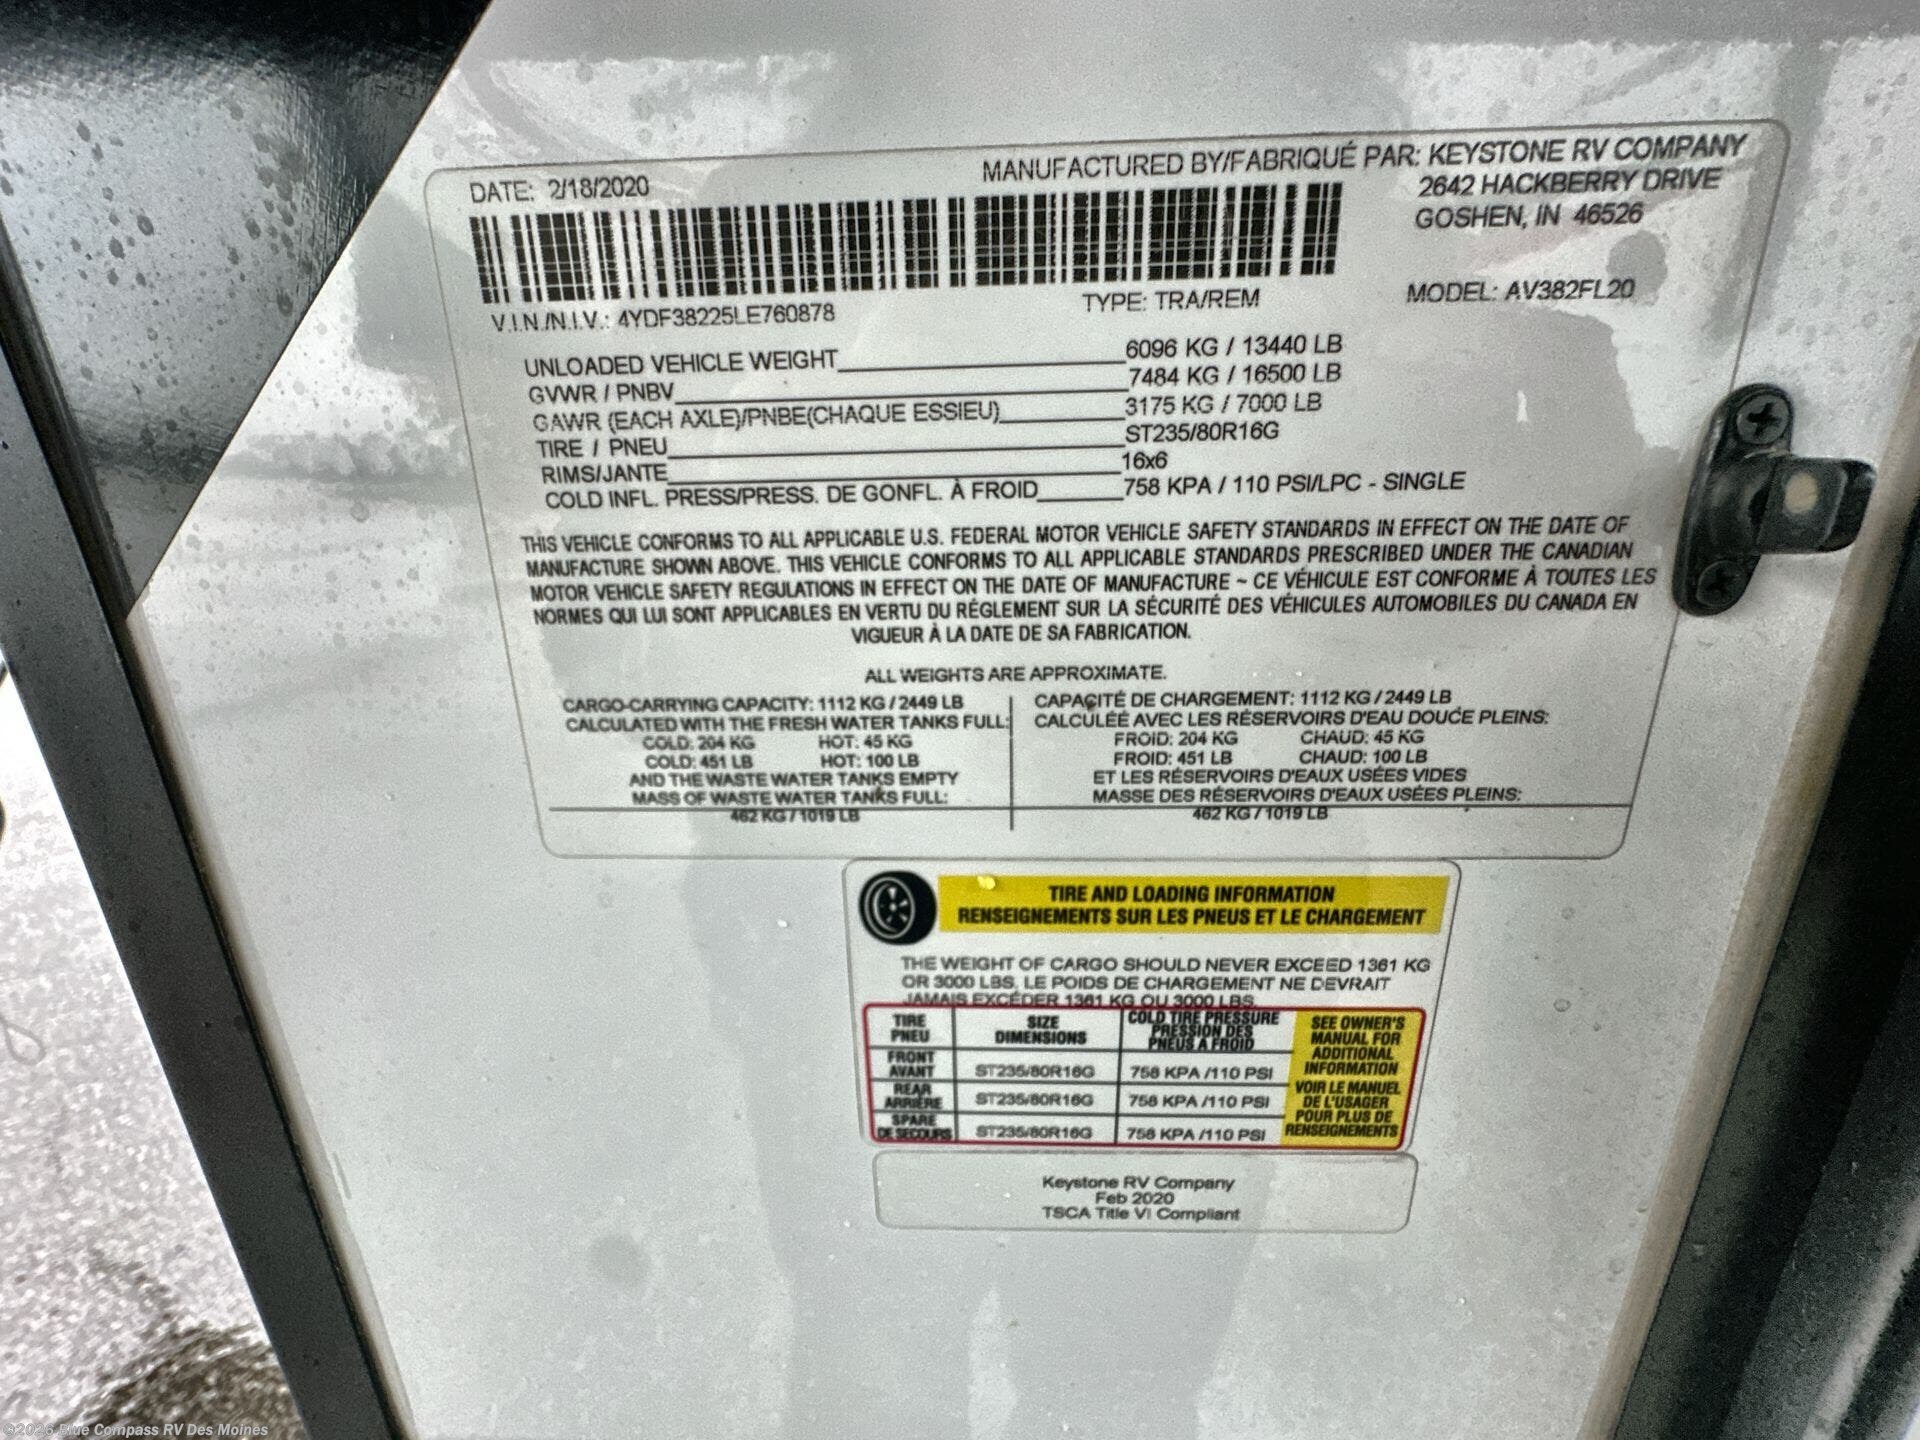 DATE: 2/18/2020
MANUFACTURED BY/FABRIQUÉ PAR: KEYSTONE RV COMPANY
2642 HACKBERRY DRIVE
GOSHEN, IN 46526
V.I.N./N.I.V.: 4YDF38225LE760878
TYPE: TRA/REM
MODEL: AV382FL20
UNLOADED VEHICLE WEIGHT 6096 KG / 13440 LB
GVWR / PNBV 7484 KG / 16500 LB
GAWR (EACH AXLE)/PNBE(CHAQUE ESSIEU) 3175 KG / 7000 LB
TIRE / PNEU ST235/80R16G
RIMS/JANTE 16x6
COLD INFL. PRESS/PRESS. DE GONFL. À FROID 758 KPA / 110 PSI/LPC - SINGLE
THIS VEHICLE CONFORMS TO ALL APPLICABLE U.S. FEDERAL MOTOR VEHICLE SAFETY STANDARDS IN EFFECT ON THE DATE OF
MANUFACTURE SHOWN ABOVE. THIS VEHICLE CONFORMS TO ALL APPLICABLE STANDARDS PRESCRIBED UNDER THE CANADIAN
MOTOR VEHICLE SAFETY REGULATIONS IN EFFECT ON THE DATE OF MANUFACTURE ~ CE VÉHICULE EST CONFORME À TOUTES LES
NORMES QUI LUI SONT APPLICABLES EN VERTU DU RÉGLEMENT SUR LA SÉCURITÉ DES VÉHICULES AUTOMOBILES DU CANADA EN
VIGUEUR À LA DATE DE SA FABRICATION.
ALL WEIGHTS ARE APPROXIMATE.
CARGO-CARRYING CAPACITY: 1112 KG / 2449 LB
CALCULATED WITH THE FRESH WATER TANKS FULL:
COLD: 204 KG HOT: 45 KG
COLD: 451 LB HOT: 100 LB
AND THE WASTE WATER TANKS EMPTY
MASS OF WASTE WATER TANKS FULL:
462 KG / 1019 LB
CAPACITÉ DE CHARGEMENT: 1112 KG / 2449 LB
CALCULÉE AVEC LES RÉSERVOIRS D'EAU DOUCE PLEINS:
FROID: 204 KG CHAUD: 45 KG
FROID: 451 LB CHAUD: 100 LB
ET LES RÉSERVOIRS D'EAUX USÉES VIDES
MASSE DES RÉSERVOIRS D'EAUX USÉES PLEINS:
462 KG / 1019 LB
TIRE AND LOADING INFORMATION
RENSEIGNEMENTS SUR LES PNEUS ET LE CHARGEMENT
THE WEIGHT OF CARGO SHOULD NEVER EXCEED 1361 KG
OR 3000 LBS. LE POIDS DE CHARGEMENT NE DEVRAIT
JAMAIS EXCÉDER 1361 KG OU 3000 LBS.
TIRE
PNEU
SIZE
DIMENSIONS
COLD TIRE PRESSURE
PRESSION DES
PNEUS A FROID
FRONT
AVANT
ST235/80R16G
758 KPA /110 PSI
REAR
ARRIÈRE
ST235/80R16G
758 KPA /110 PSI
SPARE
DE SECOURS
ST235/80R16G
758 KPA /110 PSI
SEE OWNER'S
MANUAL FOR
ADDITIONAL
INFORMATION
VOIR LE MANUEL
DE L'USAGER
POUR PLUS DE
RENSEIGNEMENTS
Keystone RV Company
Feb 2020
TSCA Title VI Compliant
©2026 Blue Compass RV Des Moines